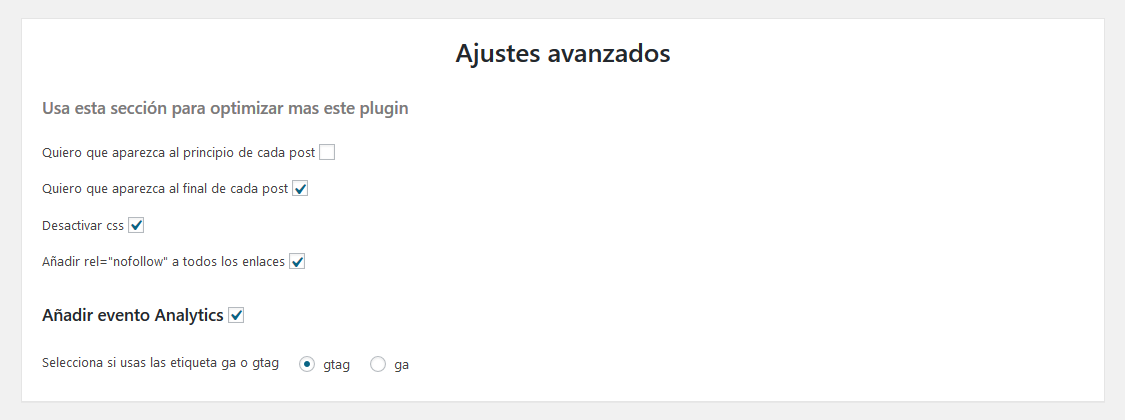 Ajustes avanzados
Usa esta sección para optimizar mas este plugin
Quiero que aparezca al principio de cada post
Quiero que aparezca al final de cada post
Desactivar css
Añadir rel="nofollow" a todos los enlaces
Añadir evento Analytics
Selecciona si usas las etiqueta ga o gtag gtag ga